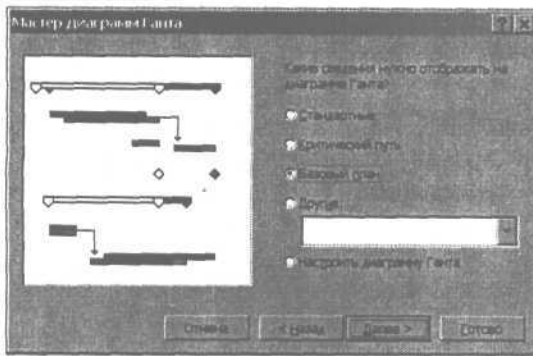 Мастер диаграмм Ганта
Какие сведения нужно отображать на
диаграмме Ганта?
Стандартные
Критический путь
Базовый план
Другие
Настроить диаграмму Ганта
Отмена
< Назад
Далее >
Готово